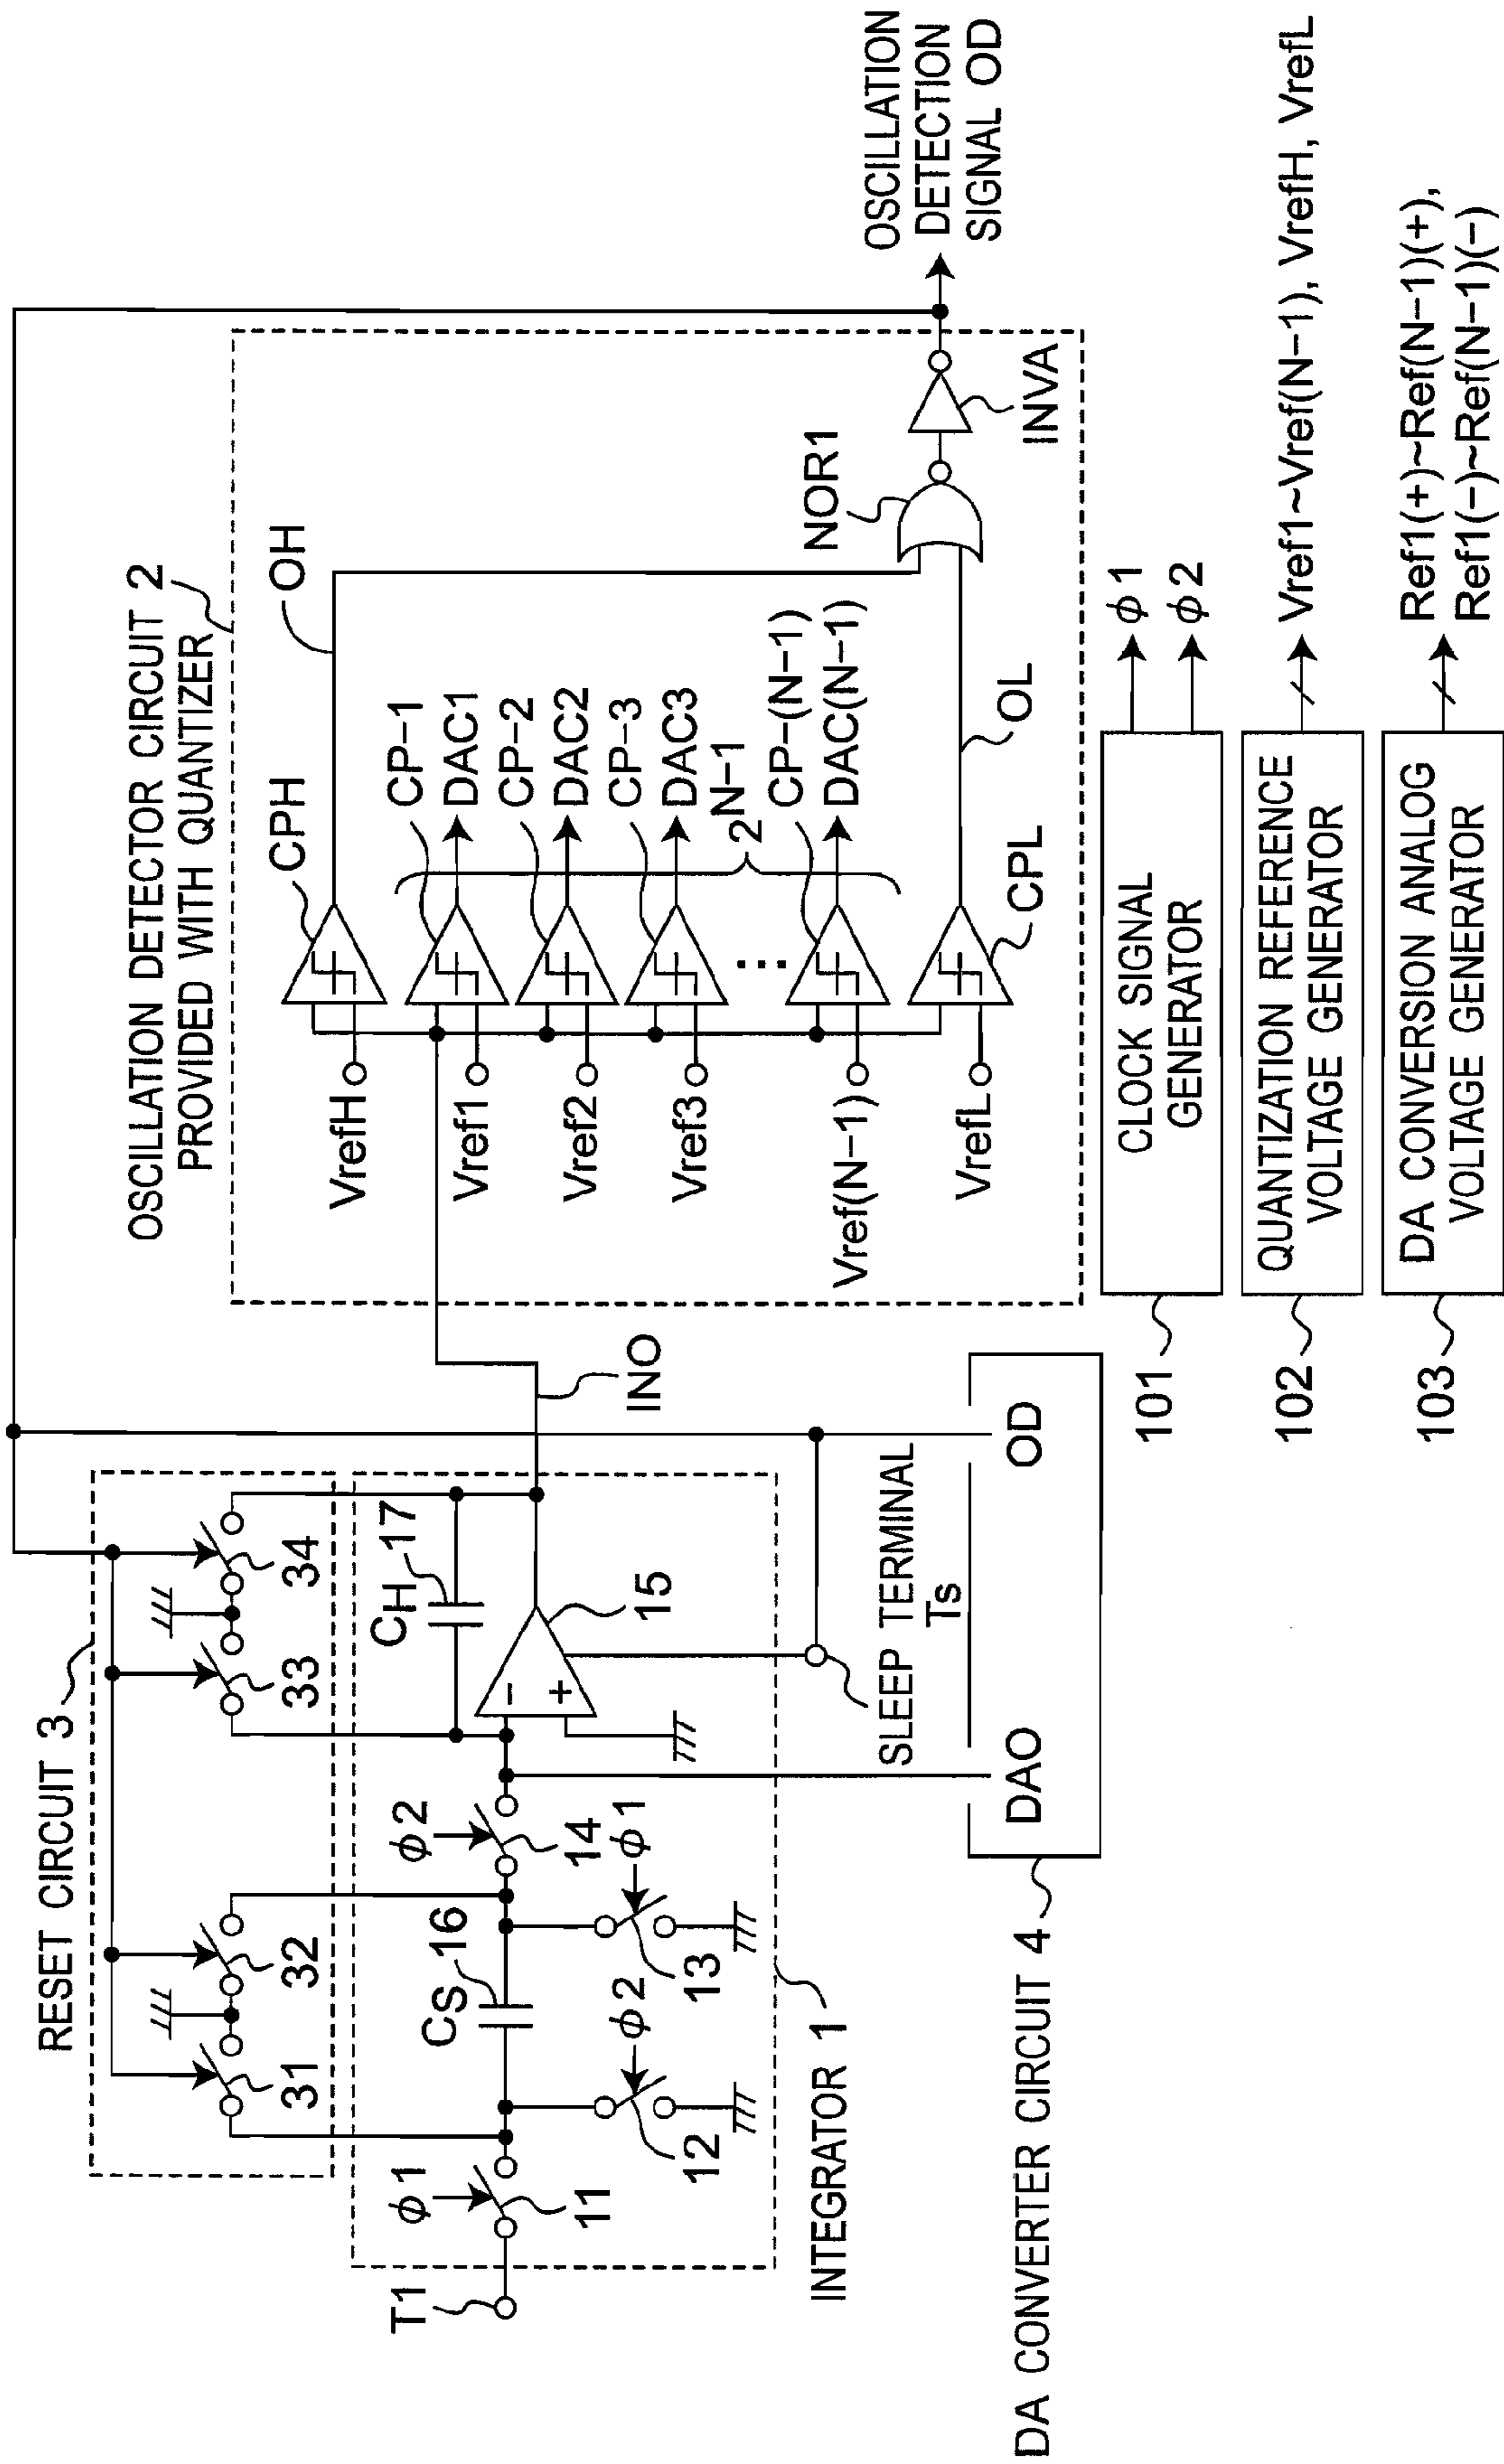 RESET CIRCUIT 3
31
32
33
34
T1
φ1
11
CS 16
φ2
14
CH 17
−
+
15
φ2
12
φ1
13
INTEGRATOR 1
INO
SLEEP TERMINAL
Ts
DAO
OD
DA CONVERTER CIRCUIT 4
OSCILLATION DETECTOR CIRCUIT 2
PROVIDED WITH QUANTIZER
VrefH
Vref1
Vref2
Vref3
Vref(N−1)
VrefL
CPH
CP−1
DAC1
CP−2
DAC2
CP−3
DAC3
2N−1
CP−(N−1)
DAC(N−1)
CPL
OH
OL
NOR1
INVA
OSCILLATION
DETECTION
SIGNAL OD
101
CLOCK SIGNAL
GENERATOR
φ1
φ2
102
QUANTIZATION REFERENCE
VOLTAGE GENERATOR
Vref1~Vref(N−1), VrefH, VrefL
103
DA CONVERSION ANALOG
VOLTAGE GENERATOR
Ref1(+)~Ref(N−1)(+),
Ref1(−)~Ref(N−1)(−)